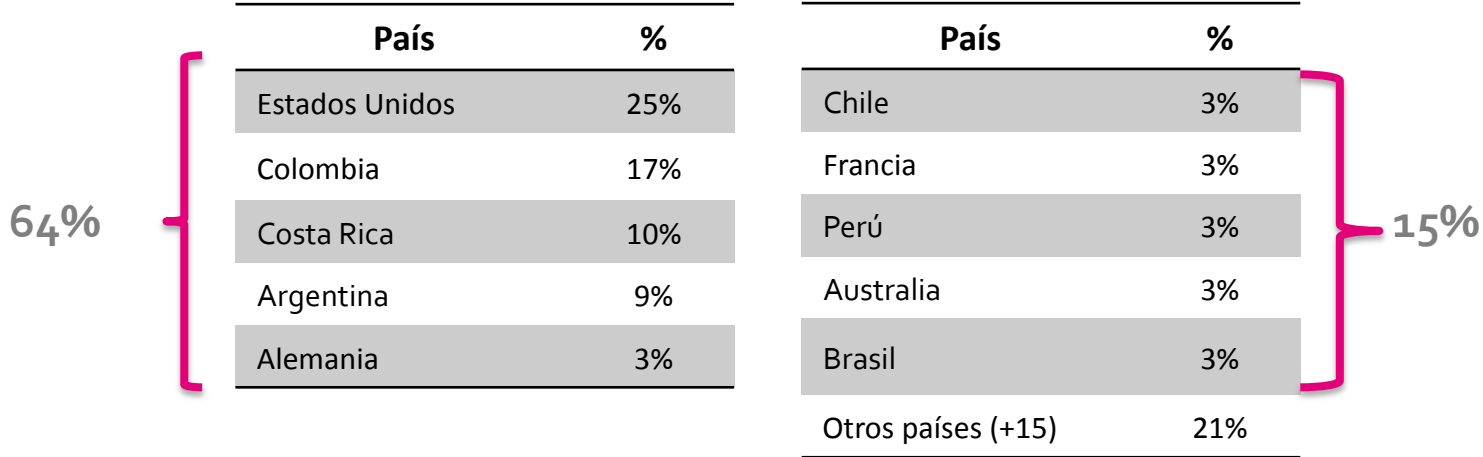 País %
Estados Unidos 25%
Colombia 17%
Costa Rica 10%
Argentina 9%
Alemania 3%
64%
País %
Chile 3%
Francia 3%
Perú 3%
Australia 3%
Brasil 3%
Otros países (+15) 21%
15%